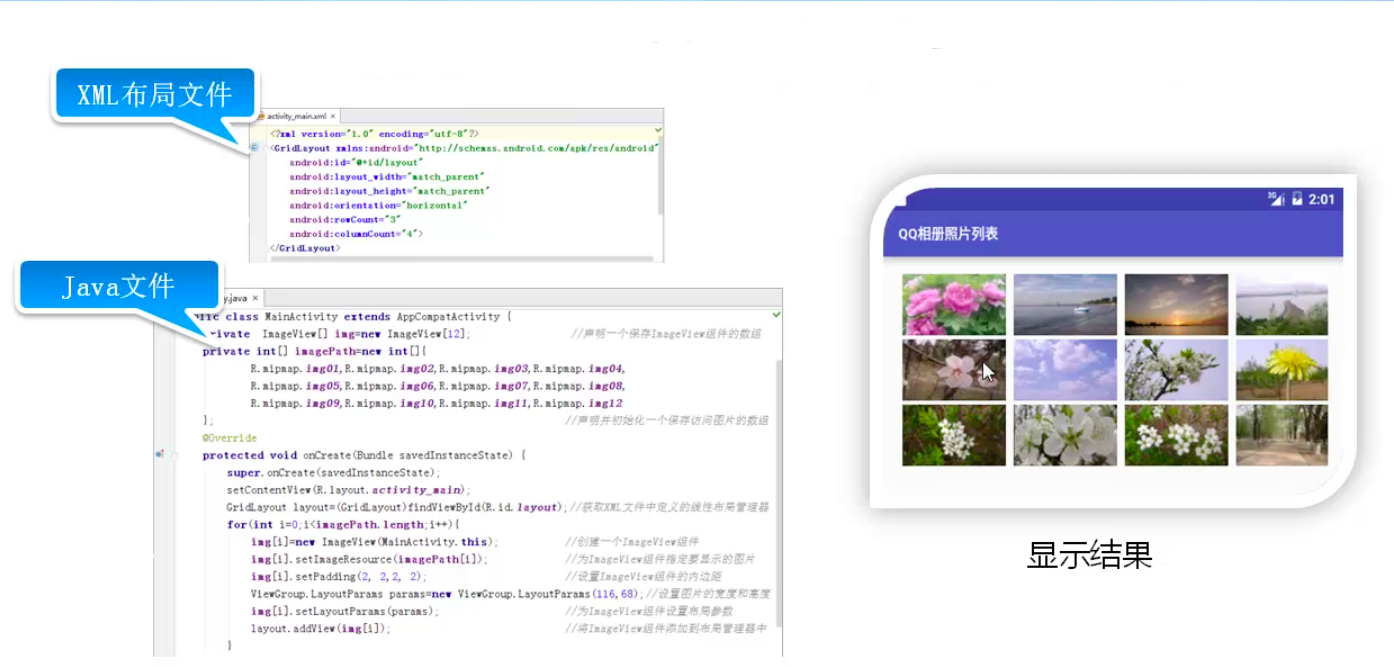 XML布局文件
activity_main.xml ×
<?xml version="1.0" encoding="utf-8"?>
<GridLayout xmlns:android="http://schemas.android.com/apk/res/android"
android:id="@+id/layout"
android:layout_width="match_parent"
android:layout_height="match_parent"
android:orientation="horizontal"
android:rowCount="3"
android:columnCount="4">
</GridLayout>
Java文件
y.java ×
lic class MainActivity extends AppCompatActivity {
rivate ImageView[] img=new ImageView[12]; //声明一个保存ImageView组件的数组
private int[] imagePath=new int[]{
R.mipmap.img01,R.mipmap.img02,R.mipmap.img03,R.mipmap.img04,
R.mipmap.img05,R.mipmap.img06,R.mipmap.img07,R.mipmap.img08,
R.mipmap.img09,R.mipmap.img10,R.mipmap.img11,R.mipmap.img12
}; //声明并初始化一个保存访问图片的数组
@Override
protected void onCreate(Bundle savedInstanceState) {
super.onCreate(savedInstanceState);
setContentView(R.layout.activity_main);
GridLayout layout=(GridLayout)findViewById(R.id.layout);//获取XML文件中定义的线性布局管理器
for(int i=0;i<imagePath.length;i++){
img[i]=new ImageView(MainActivity.this); //创建一个ImageView组件
img[i].setImageResource(imagePath[i]); //为ImageView组件指定要显示的图片
img[i].setPadding(2, 2,2, 2); //设置ImageView组件的内边距
ViewGroup.LayoutParams params=new ViewGroup.LayoutParams(116,68);//设置图片的宽度和高度
img[i].setLayoutParams(params); //为ImageView组件设置布局参数
layout.addView(img[i]); //将ImageView组件添加到布局管理器中
}
3G 2:01
QQ相册照片列表
显示结果